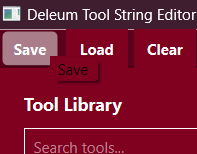 Deleum Tool String Editor
Save Load Clear
Save
Tool Library
Search tools...